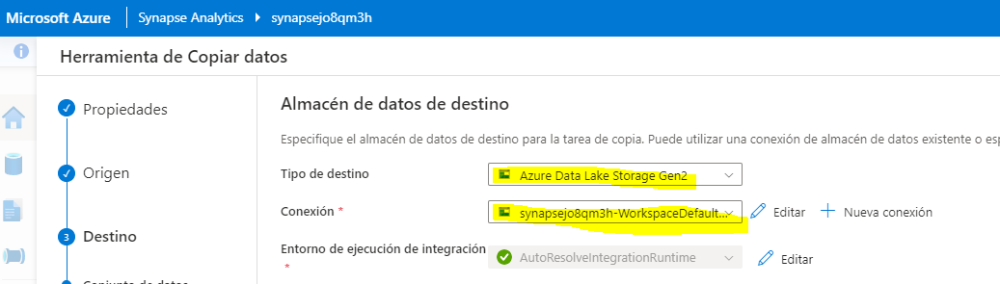 Microsoft Azure Synapse Analytics synapsejo8qm3h
Herramienta de Copiar datos
Propiedades
Origen
Destino
3
Almacén de datos de destino
Especifique el almacén de datos de destino para la tarea de copia. Puede utilizar una conexión de almacén de datos existente o
Tipo de destino Azure Data Lake Storage Gen2
Conexión * synapsejo8qm3h-WorkspaceDefault... Editar Nueva conexión
Entorno de ejecución de integración * AutoResolveIntegrationRuntime Editar